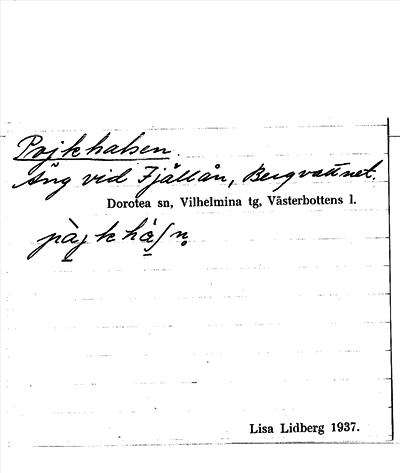 Pojkhalsen.
Äng vid Fjällån, Bergvattnet.
Dorotea sn, Vilhelmina tg, Västerbottens l.
Lisa Lidberg 1937.